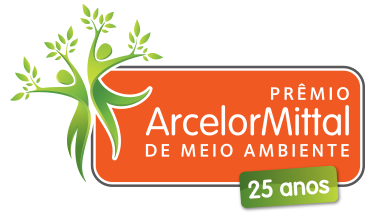 PRÊMIO
ArcelorMittal
DE MEIO AMBIENTE
25 anos